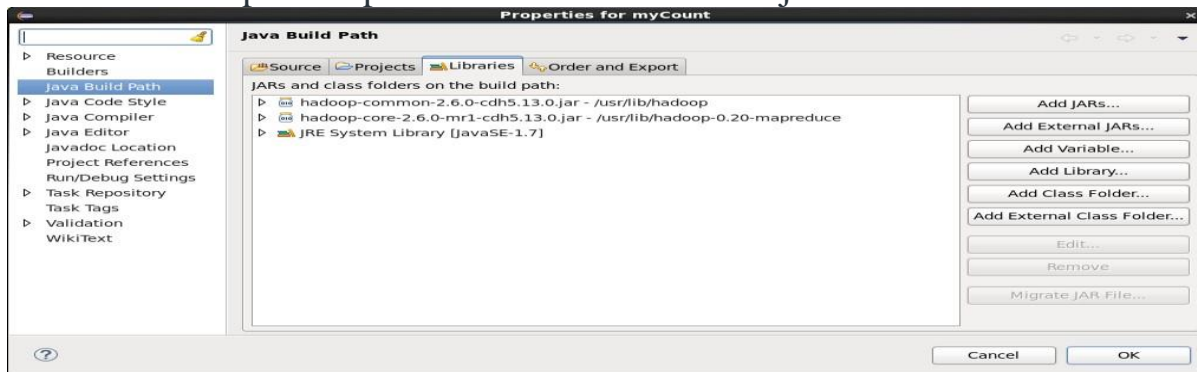 Properties for myCount
Java Build Path
Resource
Builders
Java Build Path
Java Code Style
Java Compiler
Java Editor
Javadoc Location
Project References
Run/Debug Settings
Task Repository
Task Tags
Validation
WikiText
Source Projects Libraries Order and Export
JARs and class folders on the build path:
hadoop-common-2.6.0-cdh5.13.0.jar - /usr/lib/hadoop
hadoop-core-2.6.0-mr1-cdh5.13.0.jar - /usr/lib/hadoop-0.20-mapreduce
JRE System Library [JavaSE-1.7]
Add JARs...
Add External JARs...
Add Variable...
Add Library...
Add Class Folder...
Add External Class Folder...
Edit...
Remove
Migrate JAR File...
Cancel OK